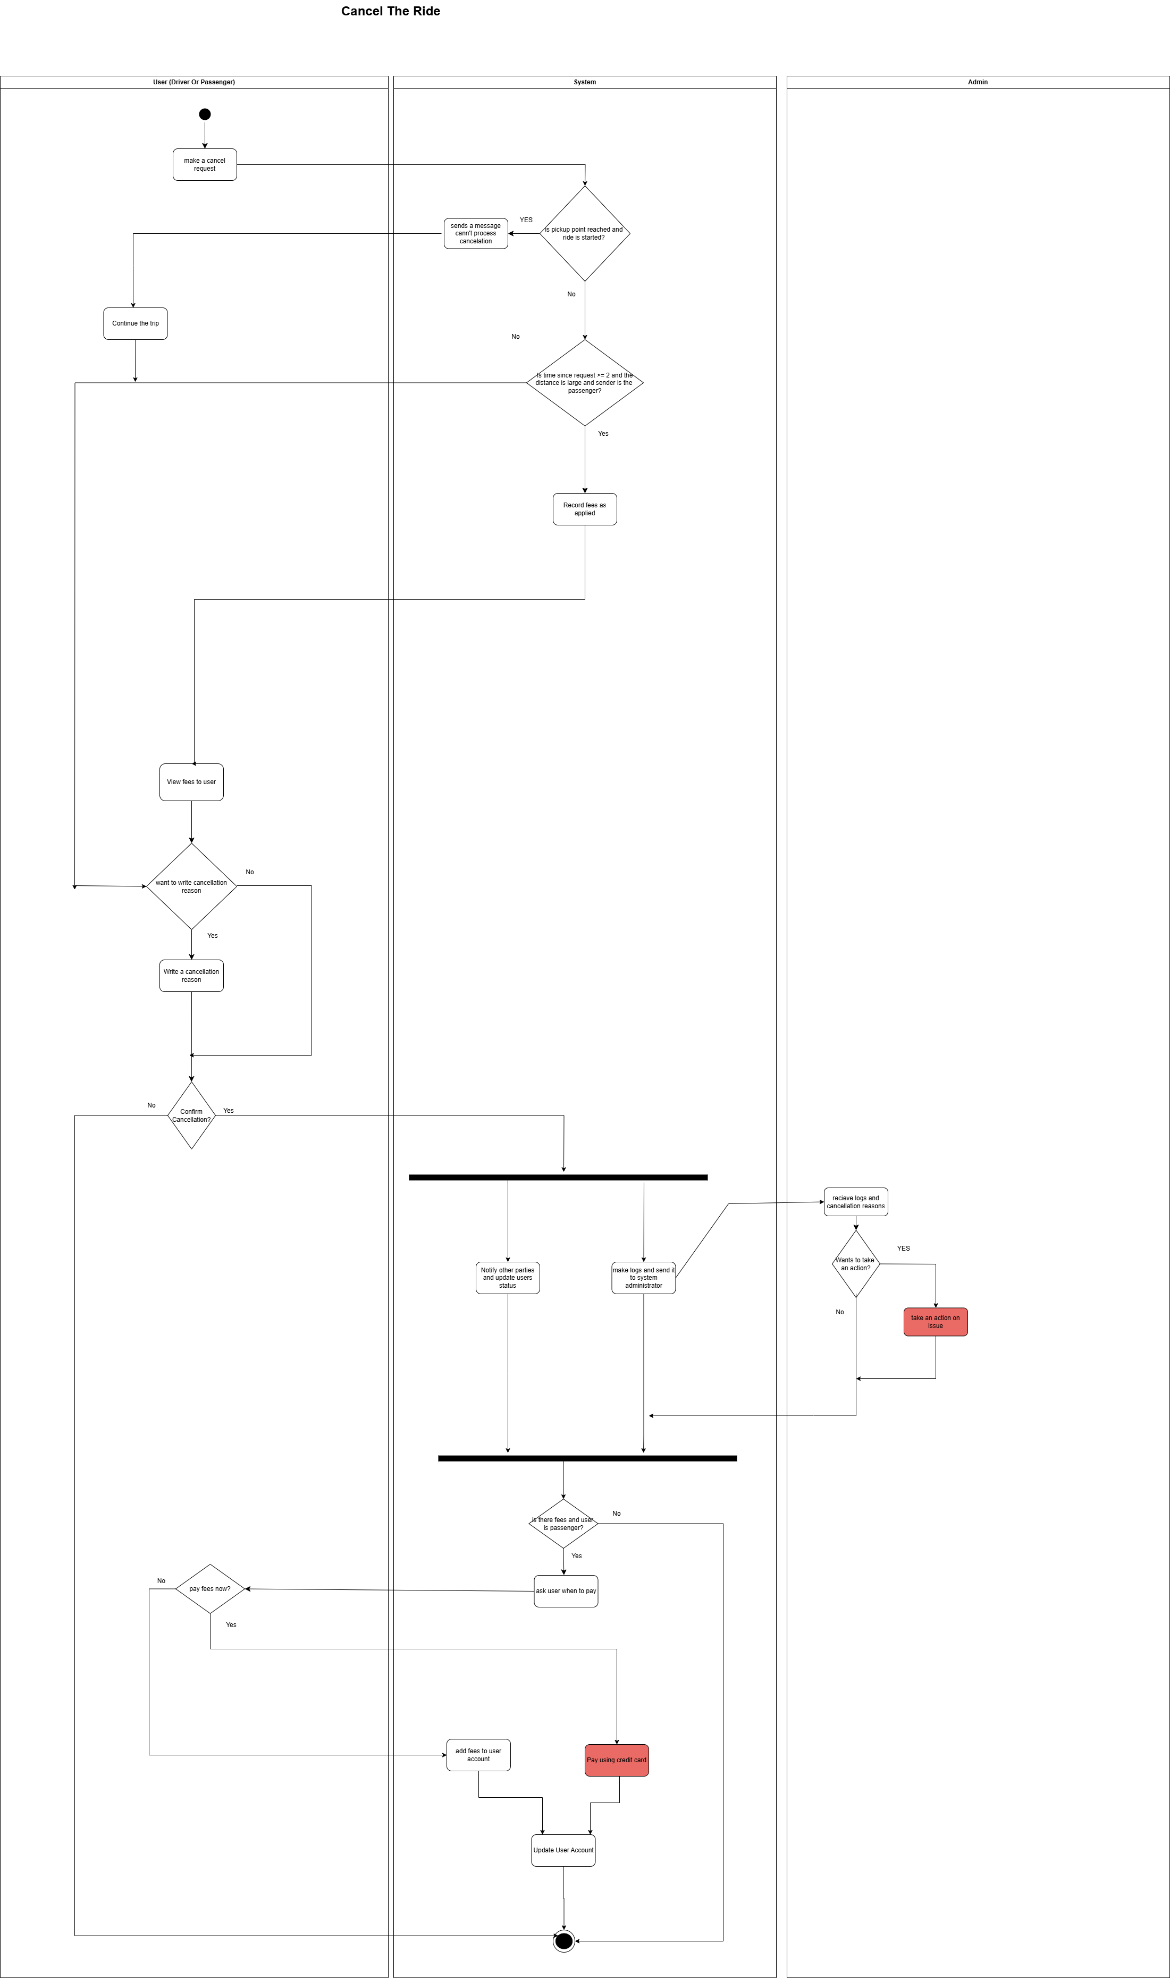 Cancel The Ride
User (Driver Or Passenger)
System
Admin
make a cancel
request
YES
sends a message
cann't process
cancelation
Is pickup point reached and
ride is started?
No
Continue the trip
No
Is time since request >= 2 and the
distance is large and sender is the
passenger?
Yes
Record fees as
applied
View fees to user
No
want to write cancellation
reason
Yes
Write a cancellation
reason
No
Confirm
Cancellation?
Yes
recieve logs and
cancellation reasons
YES
Wants to take
an action?
Notify other parties
and update users
status
make logs and send it
to system
administrator
No
take an action on
issue
Is there fees and user
is passenger?
No
Yes
ask user when to pay
No
pay fees now?
Yes
add fees to user
account
Pay using credit card
Update User Account